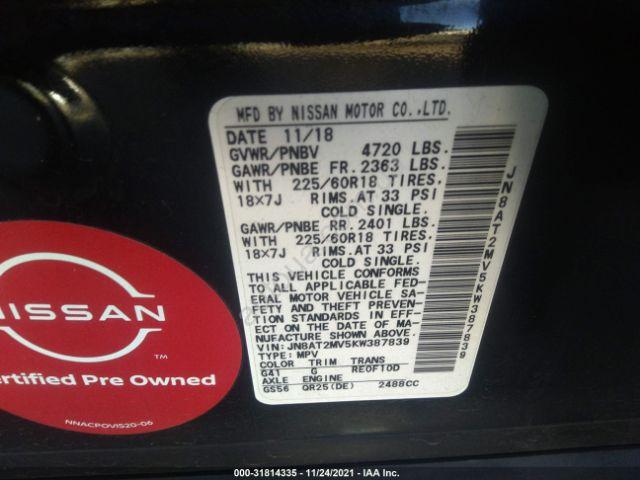 MFD BY NISSAN MOTOR CO.,LTD.
DATE 11/18
GVWR/PNBV 4720 LBS.
GAWR/PNBE FR. 2363 LBS.
WITH 225/60R18 TIRES.
18×7J RIMS.AT 33 PSI
COLD SINGLE.
GAWR/PNBE RR. 2401 LBS.
WITH 225/60R18 TIRES.
18×7J RIMS.AT 33 PSI
COLD SINGLE.
THIS VEHICLE CONFORMS
TO ALL APPLICABLE FED-
ERAL MOTOR VEHICLE SA-
FETY AND THEFT PREVEN-
TION STANDARDS IN EFF-
ECT ON THE DATE OF MA-
NUFACTURE SHOWN ABOVE.
VIN: JN8AT2MV5KW387839
TYPE: MPV
COLOR TRIM TRANS
G41 G RE0F10D
AXLE ENGINE
GS56 QR25(DE) 2488CC
JN8AT2MV5KW387839
NISSAN
Certified Pre Owned
NNACPOVIS20-06
000-31814335 - 11/24/2021 - IAA Inc.